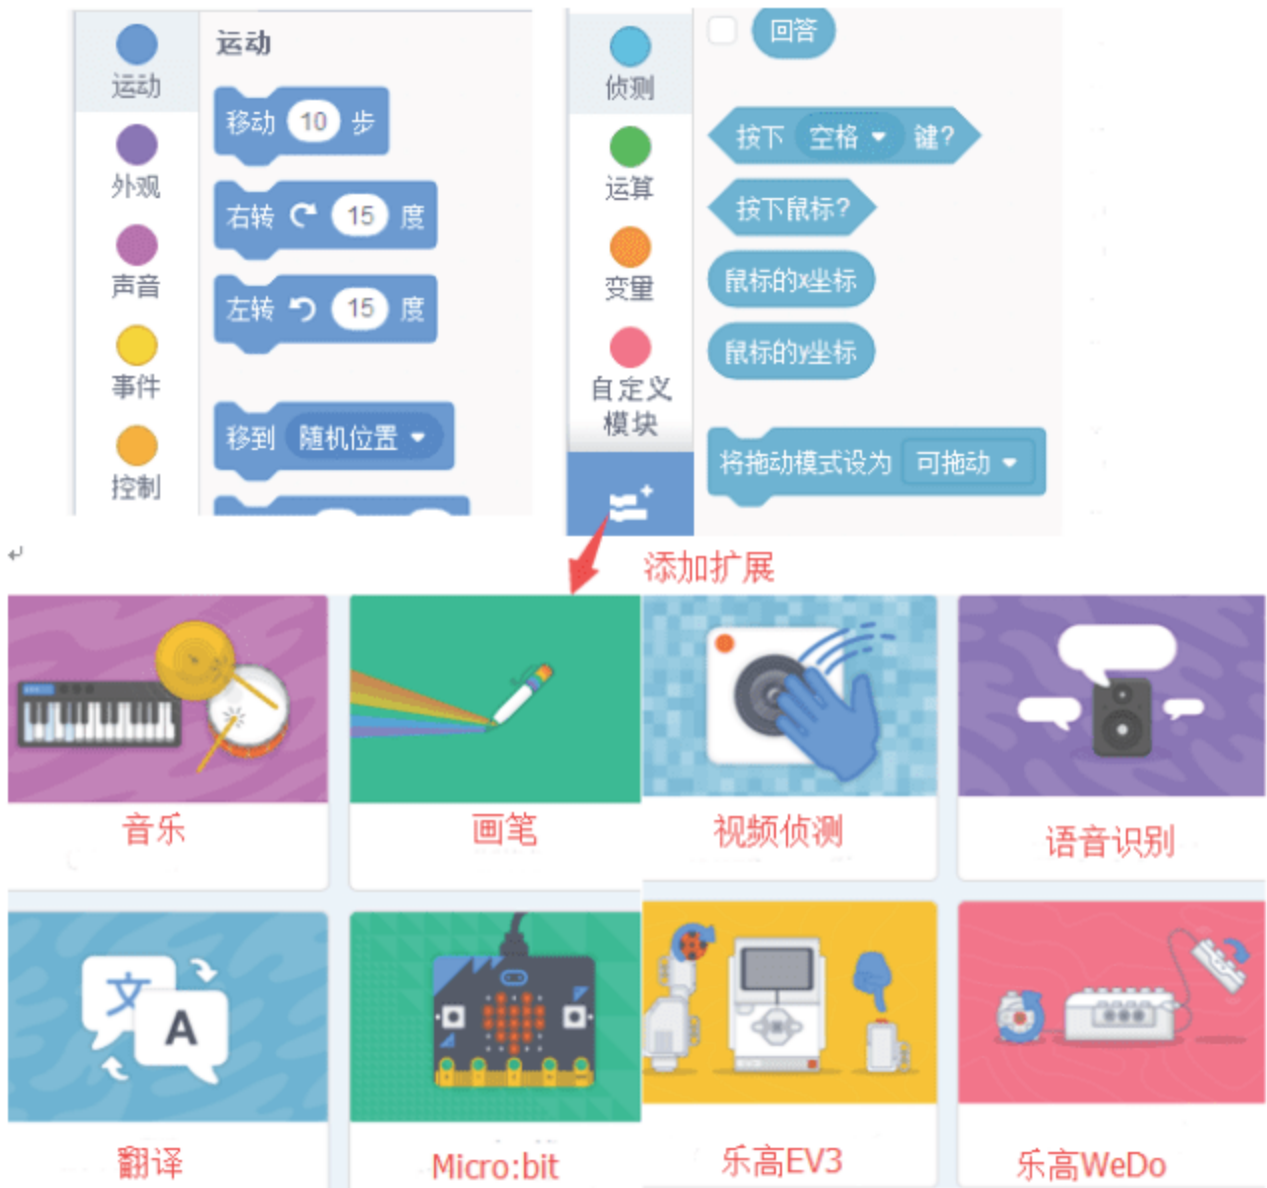 运动
外观
声音
事件
控制
运动
移动 10 步
右转 15 度
左转 15 度
移到 随机位置
侦测
运算
变量
自定义
模块
回答
按下 空格 键?
按下鼠标?
鼠标的x坐标
鼠标的y坐标
将拖动模式设为 可拖动
添加扩展
音乐
画笔
视频侦测
语音识别
文
A
翻译
Micro:bit
乐高EV3
乐高WeDo